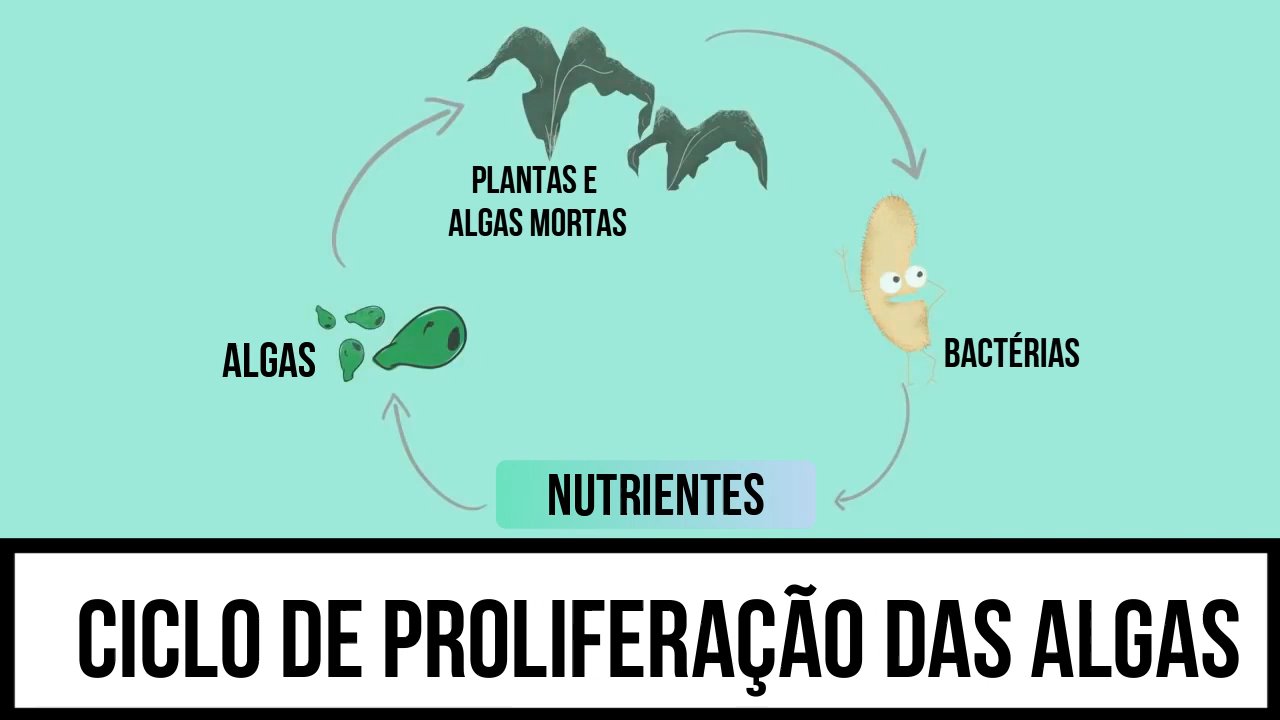 PLANTAS E
ALGAS MORTAS
ALGAS
BACTÉRIAS
NUTRIENTES
CICLO DE PROLIFERAÇÃO DAS ALGAS